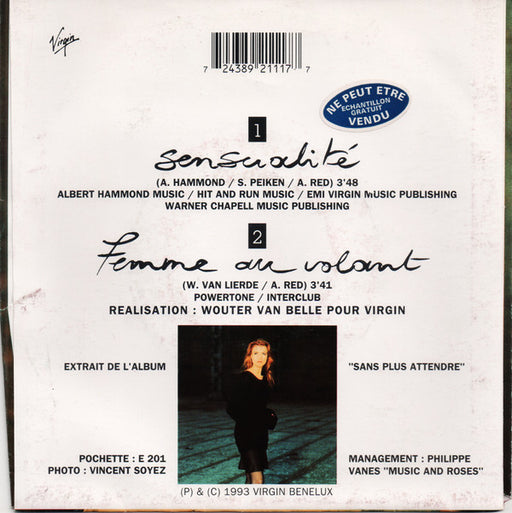 Virgin
7 24389 21117 7
NE PEUT ETRE
ECHANTILLON
GRATUIT
VENDU
1
sensualité
(A. HAMMOND / S. PEIKEN / A. RED) 3'48
ALBERT HAMMOND MUSIC / HIT AND RUN MUSIC / EMI VIRGIN MUSIC PUBLISHING
WARNER CHAPELL MUSIC PUBLISHING
2
Femme au volant
(W. VAN LIERDE / A. RED) 3'41
POWERTONE / INTERCLUB
REALISATION : WOUTER VAN BELLE POUR VIRGIN
EXTRAIT DE L'ALBUM
"SANS PLUS ATTENDRE"
POCHETTE : E 201
PHOTO : VINCENT SOYEZ
MANAGEMENT : PHILIPPE
VANES "MUSIC AND ROSES"
(P) & (C) 1993 VIRGIN BENELUX